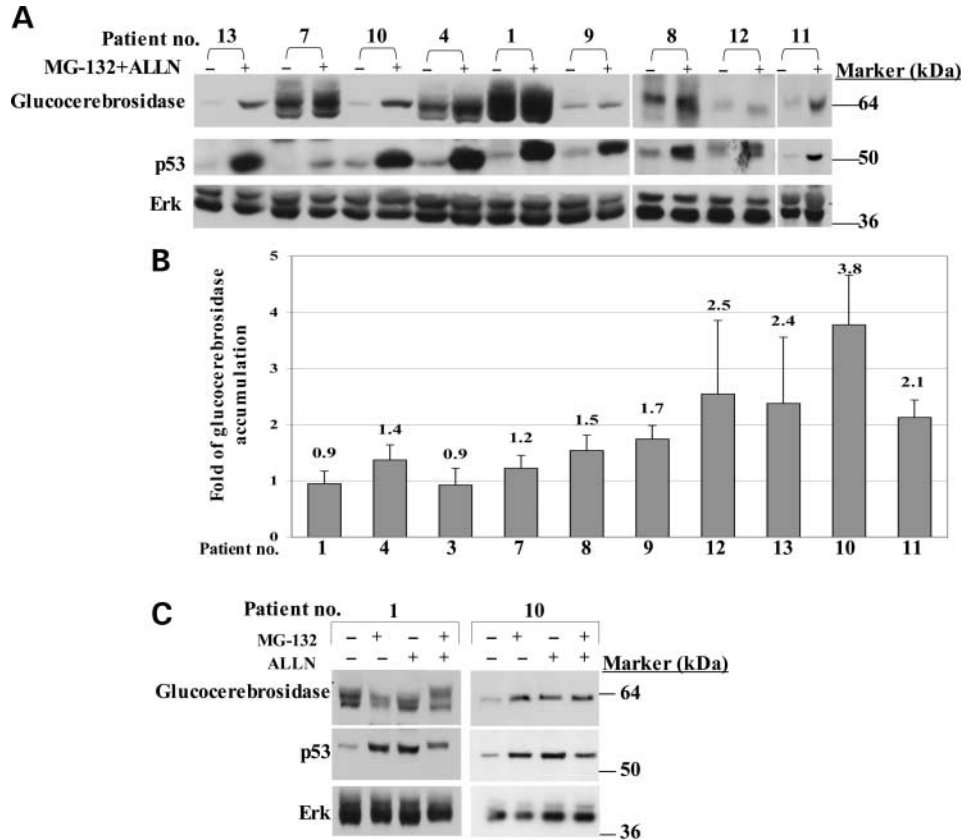 A
Patient no. 13 7 10 4 1 9 8 12 11
MG-132+ALLN – + – + – + – + – + – + – + – + – + Marker (kDa)
Glucocerebrosidase 64
p53 50
Erk 36
B
Fold of glucocerebrosidase
accumulation
5
4
3
2
1
0
0.9 1.4 0.9 1.2 1.5 1.7 2.5 2.4 3.8 2.1
Patient no. 1 4 3 7 8 9 12 13 10 11
C
Patient no. 1 10
MG-132 – + – + – + – +
ALLN – – + + – – + + Marker (kDa)
Glucocerebrosidase 64
p53
50
Erk
36